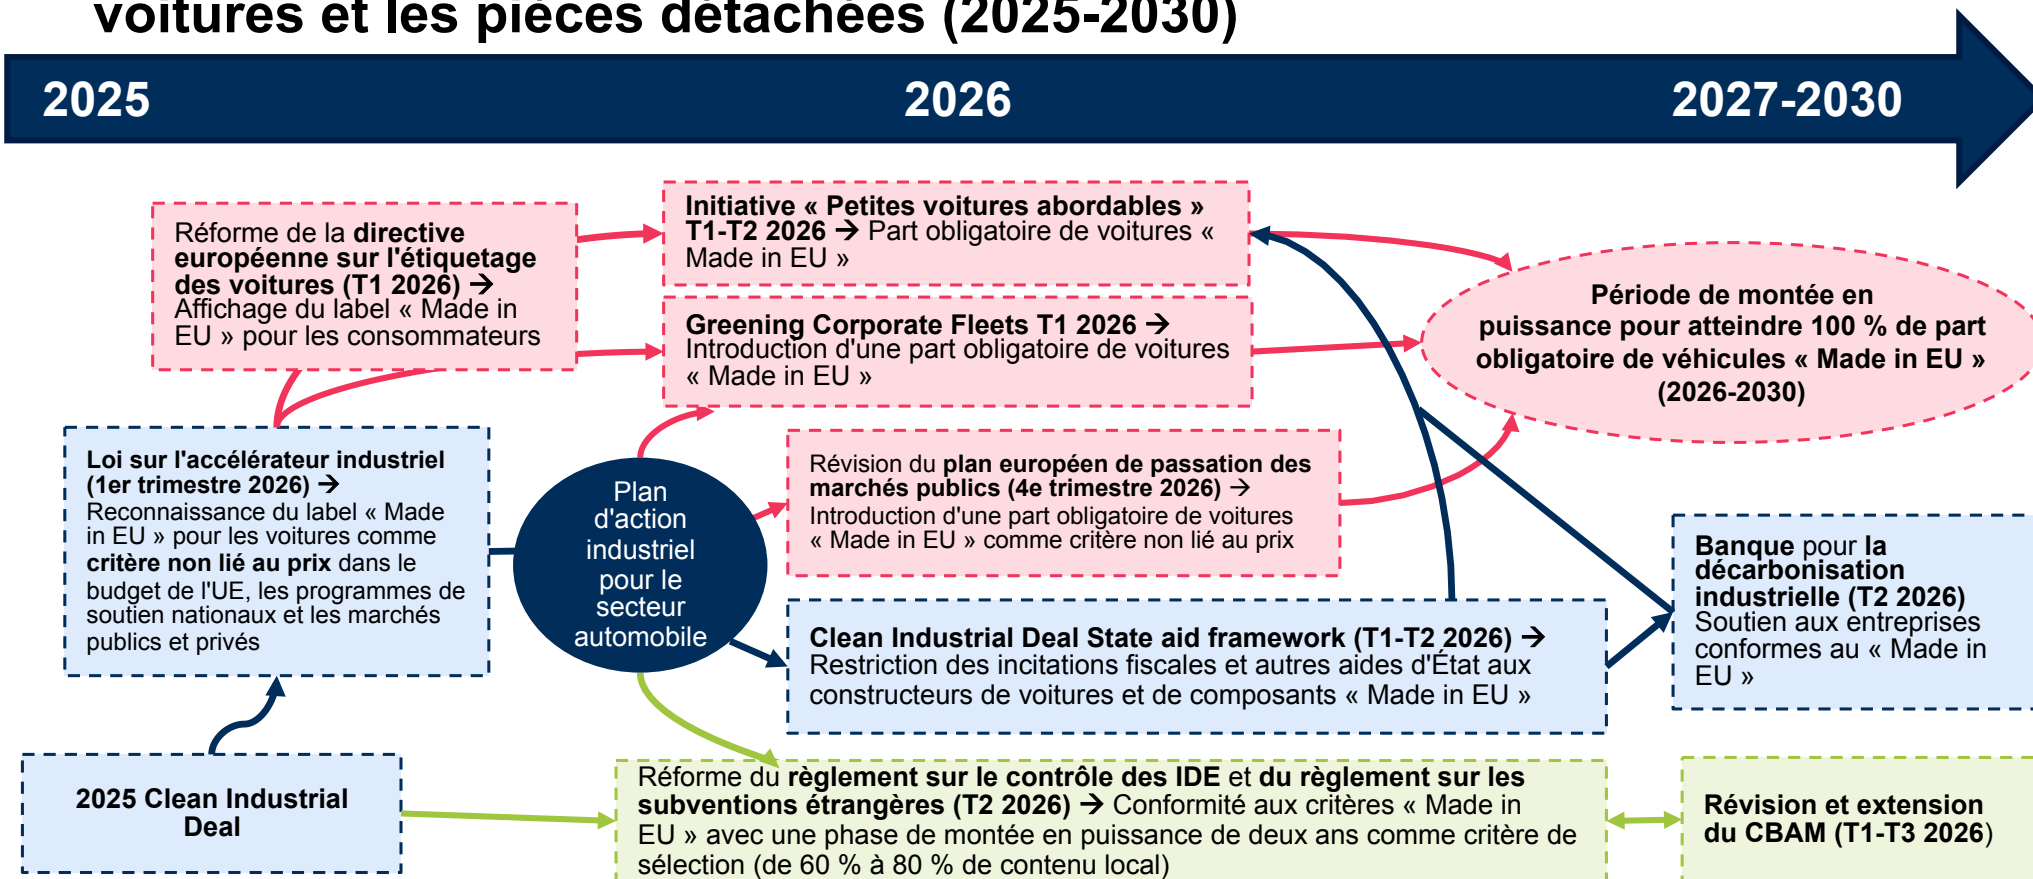 voitures et les pièces détachées (2025-2030)
2025
2026
2027-2030
Réforme de la directive
européenne sur l'étiquetage
des voitures (T1 2026) →
Affichage du label « Made in
EU » pour les consommateurs
Initiative « Petites voitures abordables »
T1-T2 2026 → Part obligatoire de voitures «
Made in EU »
Greening Corporate Fleets T1 2026 →
Introduction d'une part obligatoire de voitures
« Made in EU »
Période de montée en
puissance pour atteindre 100 % de part
obligatoire de véhicules « Made in EU »
(2026-2030)
Loi sur l'accélérateur industriel
(1er trimestre 2026) →
Reconnaissance du label « Made
in EU » pour les voitures comme
critère non lié au prix dans le
budget de l'UE, les programmes de
soutien nationaux et les marchés
publics et privés
Plan
d'action
industriel
pour le
secteur
automobile
Révision du plan européen de passation des
marchés publics (4e trimestre 2026) →
Introduction d'une part obligatoire de voitures
« Made in EU » comme critère non lié au prix
Clean Industrial Deal State aid framework (T1-T2 2026) →
Restriction des incitations fiscales et autres aides d'État aux
constructeurs de voitures et de composants « Made in EU »
Banque pour la
décarbonisation
industrielle (T2 2026)
Soutien aux entreprises
conformes au « Made in
EU »
2025 Clean Industrial
Deal
Réforme du règlement sur le contrôle des IDE et du règlement sur les
subventions étrangères (T2 2026) → Conformité aux critères « Made in
EU » avec une phase de montée en puissance de deux ans comme critère de
sélection (de 60 % à 80 % de contenu local)
Révision et extension
du CBAM (T1-T3 2026)